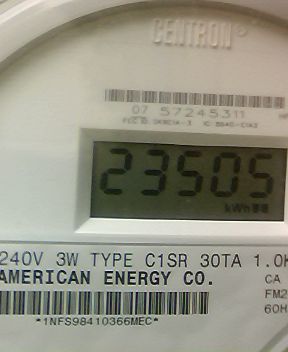 CENTRON®
07 57245311
23505
kWh
240V 3W TYPE C1SR 30TA 1.0K
AMERICAN ENERGY CO.
CA
FM2
60H
*1NFS98410366MEC*